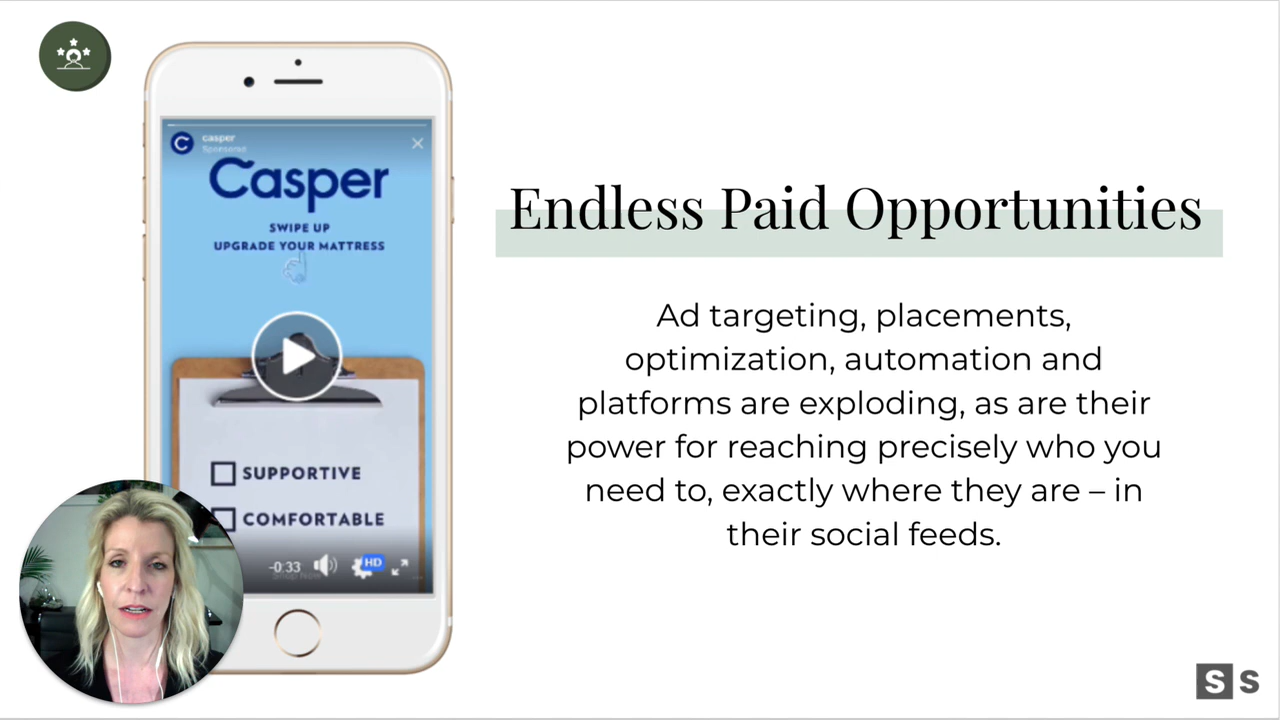 casper
Sponsored
Casper
SWIPE UP
UPGRADE YOUR MATTRESS
SUPPORTIVE
COMFORTABLE
-0:33
HD
Endless Paid Opportunities
Ad targeting, placements,
optimization, automation and
platforms are exploding, as are their
power for reaching precisely who you
need to, exactly where they are – in
their social feeds.
S S